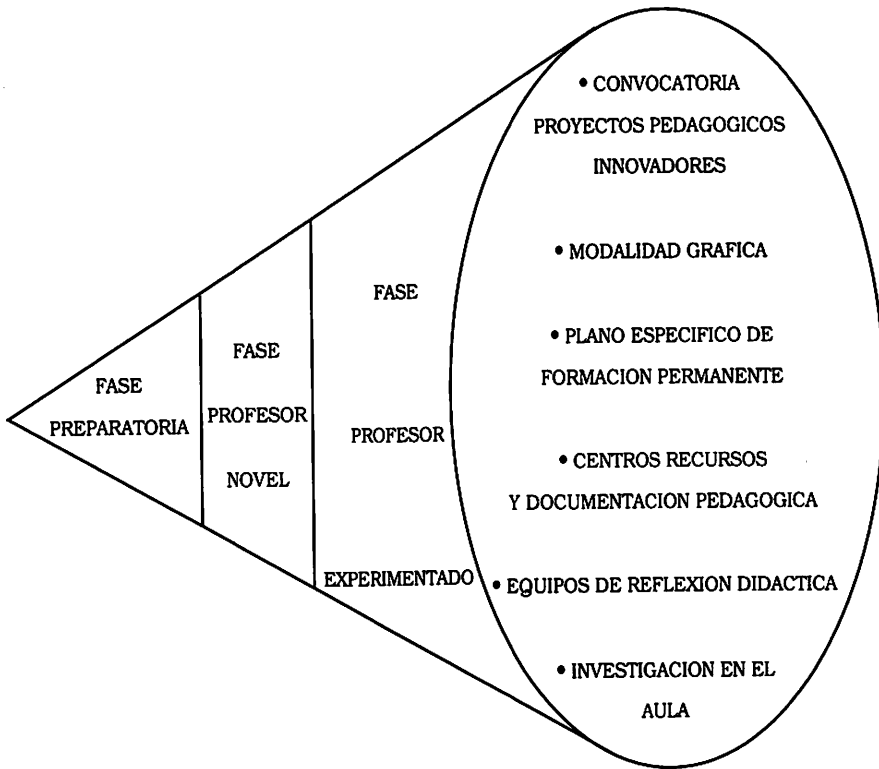 FASE
PREPARATORIA
FASE
PROFESOR
NOVEL
FASE
PROFESOR
EXPERIMENTADO
• CONVOCATORIA
PROYECTOS PEDAGOGICOS
INNOVADORES
• MODALIDAD GRAFICA
• PLANO ESPECIFICO DE
FORMACION PERMANENTE
• CENTROS RECURSOS
Y DOCUMENTACION PEDAGOGICA
• EQUIPOS DE REFLEXION DIDACTICA
• INVESTIGACION EN EL
AULA